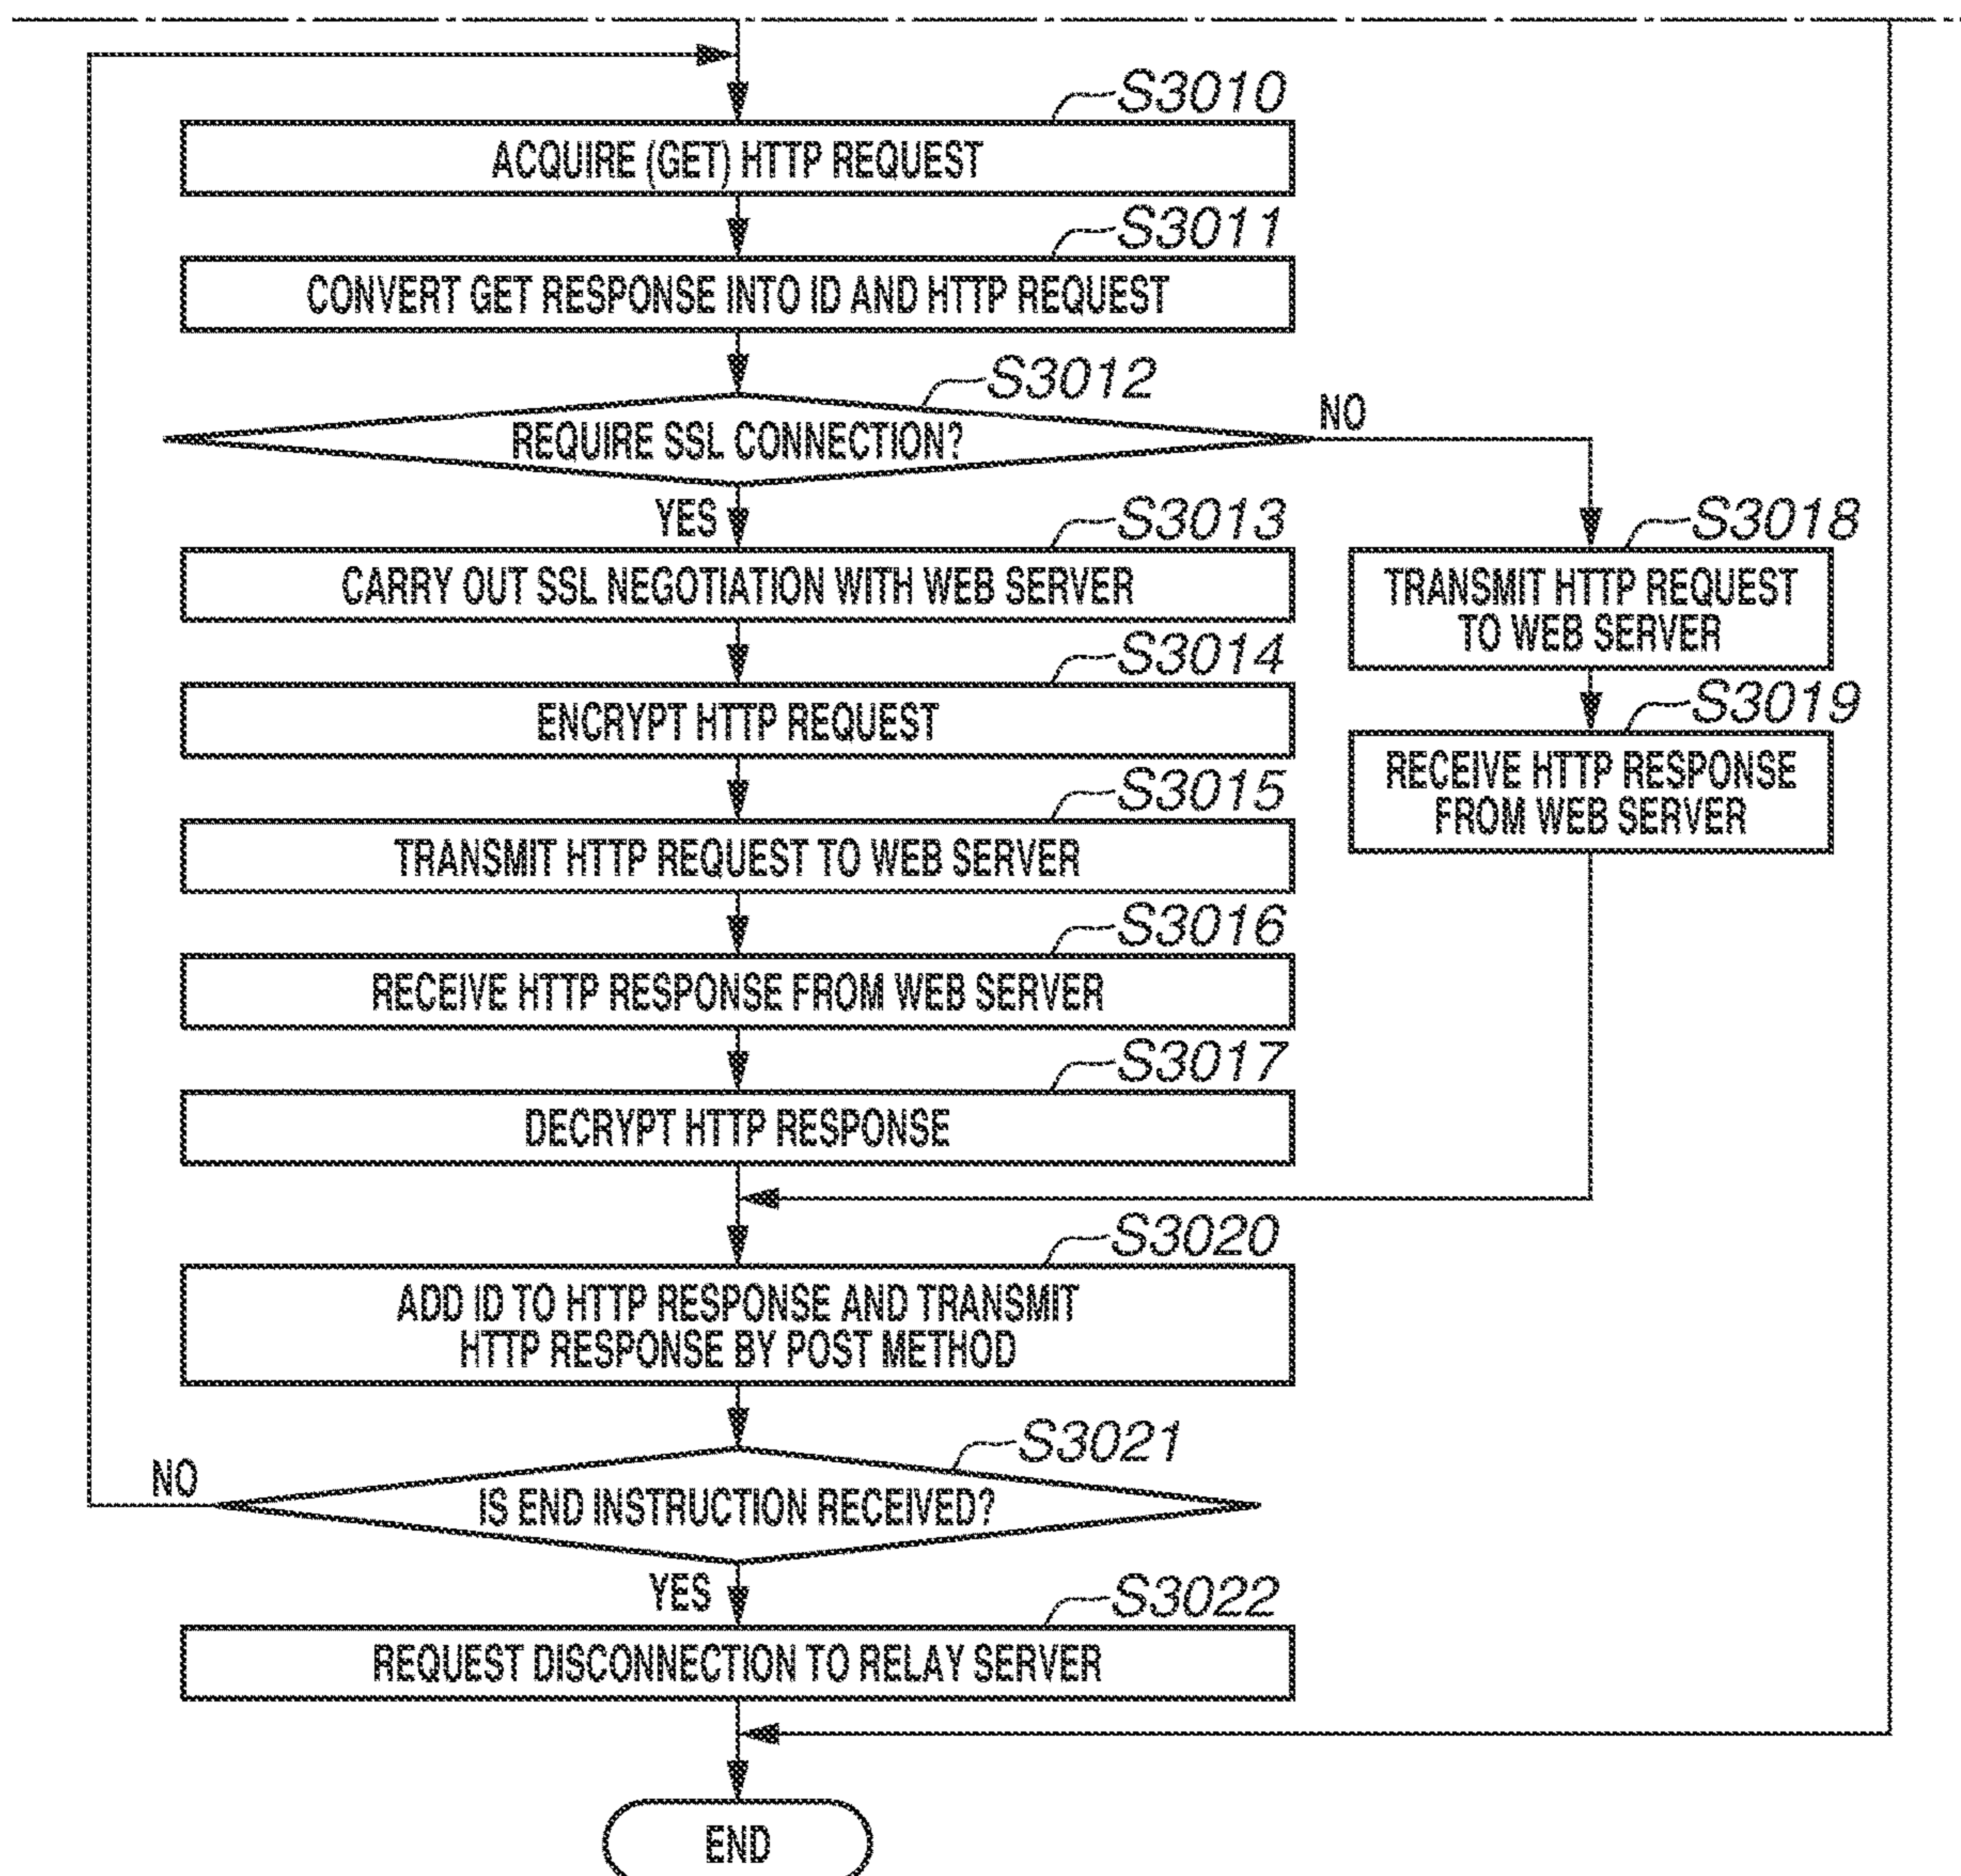 S3010
ACQUIRE (GET) HTTP REQUEST
S3011
CONVERT GET RESPONSE INTO ID AND HTTP REQUEST
S3012
REQUIRE SSL CONNECTION?
NO
YES
S3013
CARRY OUT SSL NEGOTIATION WITH WEB SERVER
S3014
ENCRYPT HTTP REQUEST
S3015
TRANSMIT HTTP REQUEST TO WEB SERVER
S3016
RECEIVE HTTP RESPONSE FROM WEB SERVER
S3017
DECRYPT HTTP RESPONSE
S3018
TRANSMIT HTTP REQUEST
TO WEB SERVER
S3019
RECEIVE HTTP RESPONSE
FROM WEB SERVER
S3020
ADD ID TO HTTP RESPONSE AND TRANSMIT
HTTP RESPONSE BY POST METHOD
S3021
IS END INSTRUCTION RECEIVED?
NO
YES
S3022
REQUEST DISCONNECTION TO RELAY SERVER
END